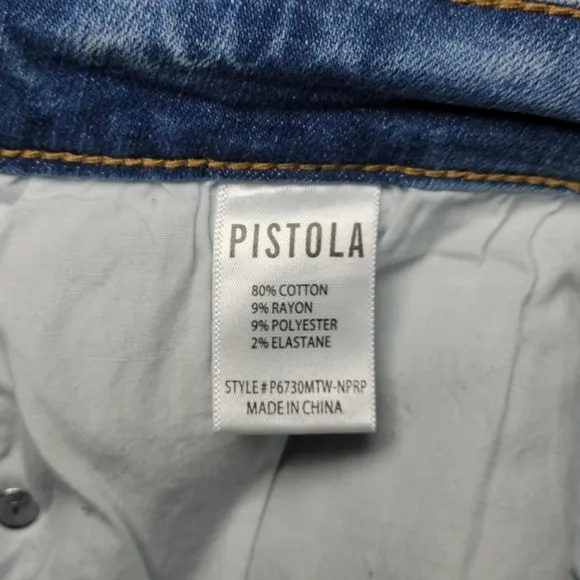 PISTOLA
80% COTTON
9% RAYON
9% POLYESTER
2% ELASTANE
STYLE# P6730MTW-NPRP
MADE IN CHINA